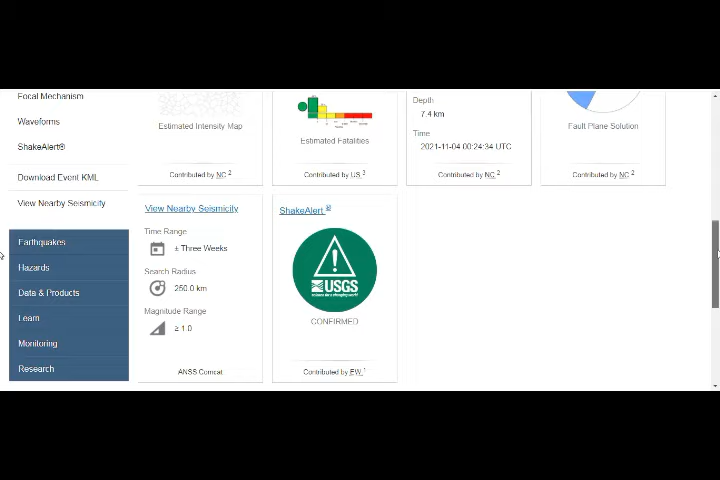 Focal Mechanism
Waveforms
ShakeAlert®
Download Event KML
View Nearby Seismicity
Earthquakes
Hazards
Data & Products
Learn
Monitoring
Research
Estimated Intensity Map
Contributed by NC 2
Estimated Fatalities
Contributed by US 3
Depth
7.4 km
Time
2021-11-04 00:24:34 UTC
Contributed by NC 2
Fault Plane Solution
Contributed by NC 2
View Nearby Seismicity
Time Range
± Three Weeks
Search Radius
250.0 km
Magnitude Range
≥ 1.0
ANSS Comcat
ShakeAlert ®
USGS
science for a changing world
CONFIRMED
Contributed by EW 1